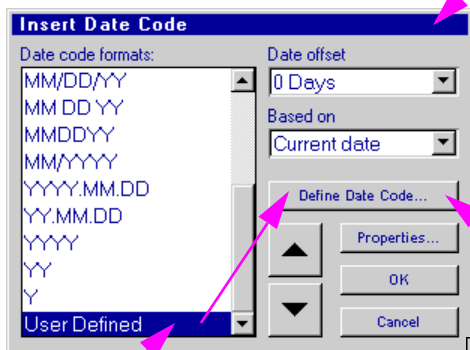 Insert Date Code
Date code formats:
MM/DD/YY
MM DD YY
MMDDYY
MM/YYYY
YYYY.MM.DD
YY.MM.DD
YYYY
YY
Y
User Defined
Date offset
0 Days
Based on
Current date
Define Date Code...
Properties...
OK
Cancel